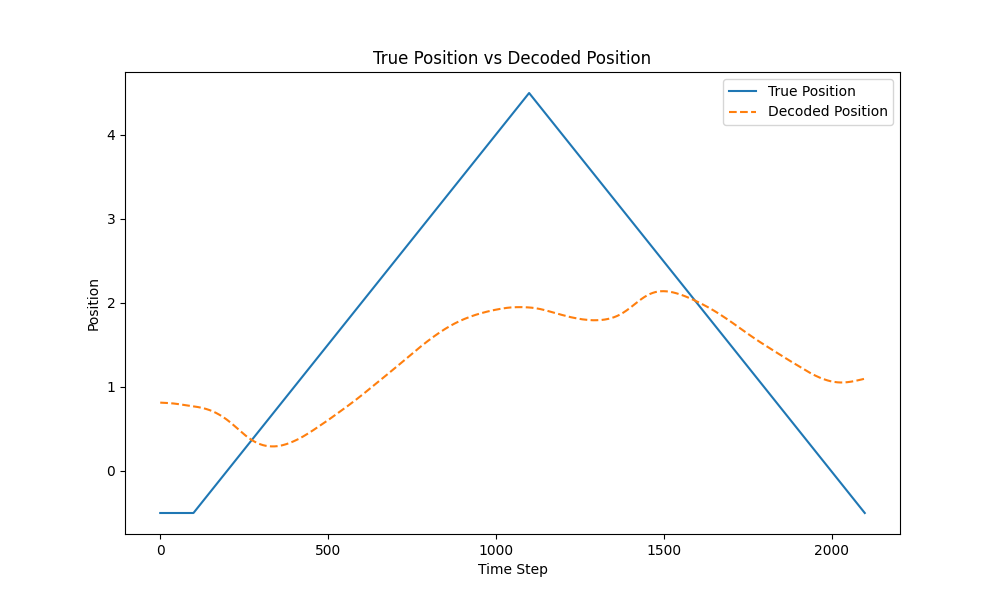 True Position vs Decoded Position
True Position
Decoded Position
Position
4
3
2
1
0
0 500 1000 1500 2000
Time Step